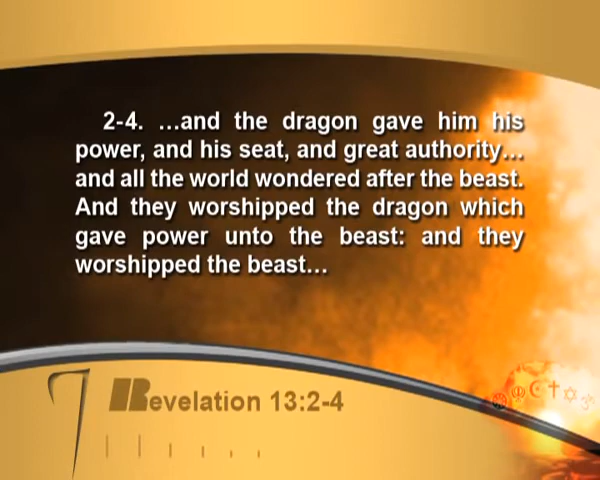 2-4. …and the dragon gave him his
power, and his seat, and great authority…
and all the world wondered after the beast.
And they worshipped the dragon which
gave power unto the beast: and they
worshipped the beast…
Revelation 13:2-4